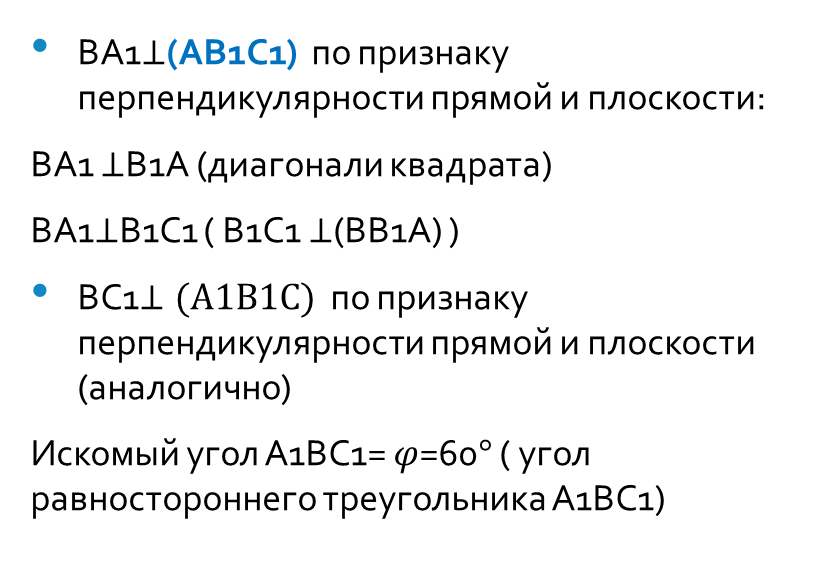 • BA1⊥(AB1C1) по признаку
перпендикулярности прямой и плоскости:
BA1 ⊥B1A (диагонали квадрата)
BA1⊥B1C1 ( B1C1 ⊥(BB1A) )
• BC1⊥ (A1B1C) по признаку
перпендикулярности прямой и плоскости
(аналогично)
Искомый угол A1BC1= φ=60° ( угол
равностороннего треугольника A1BC1)